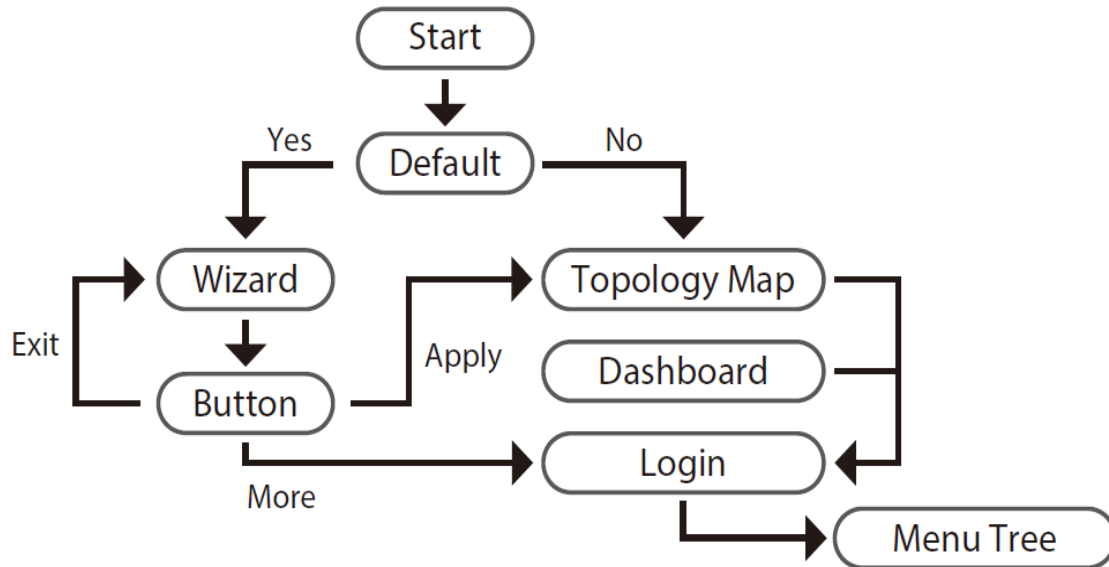 Start
Yes
No
Default
Wizard
Topology Map
Exit
Apply
Dashboard
Button
Login
More
Menu Tree